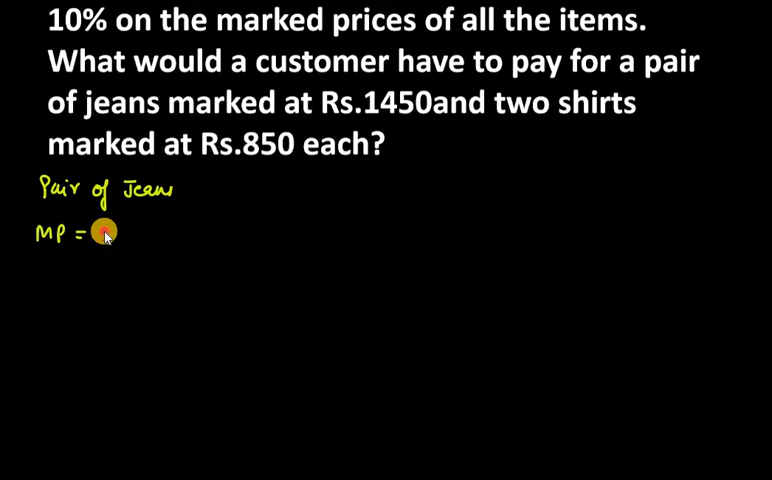 10% on the marked prices of all the items.
What would a customer have to pay for a pair
of jeans marked at Rs.1450and two shirts
marked at Rs.850 each?
Pair of Jeans
MP =